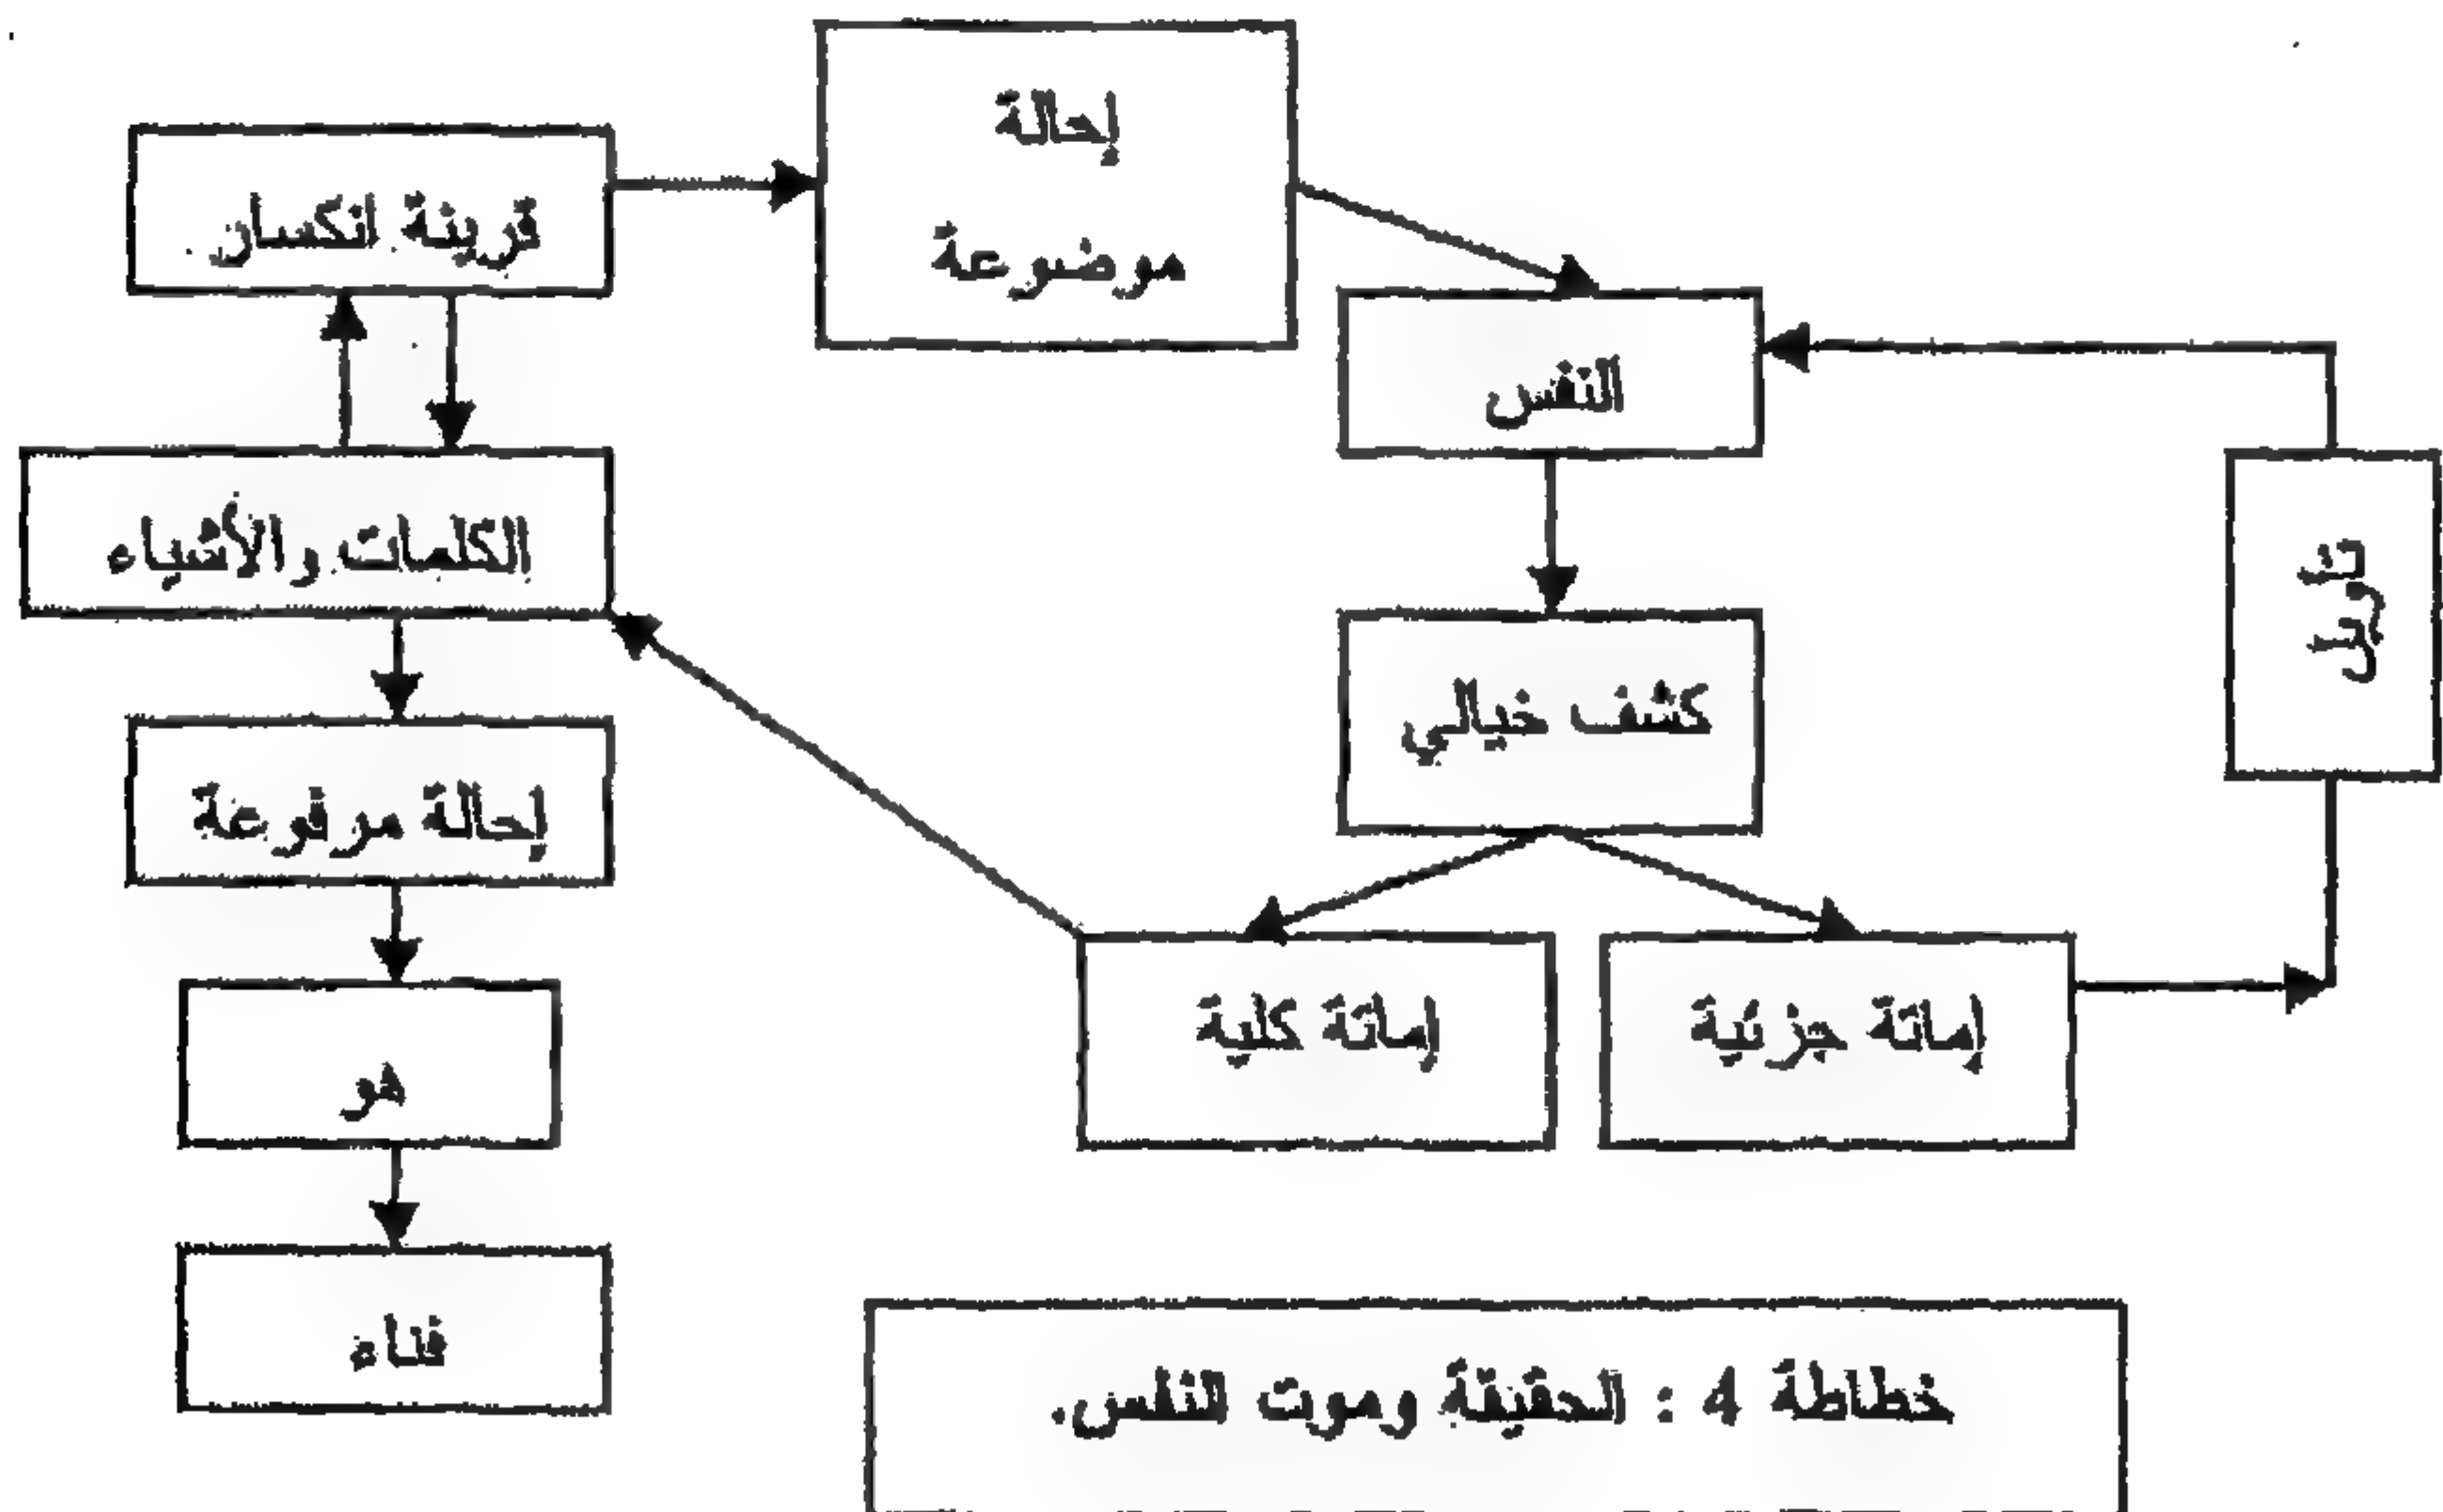 إحالة
موضوعة
قرينة انكسار
النفس
الكلمات والأشياء
تأويل
كشف خيالي
إحالة مرفوعة
إماتة جزئية
إماتة كلية
هو
فناء
خطاطة 4 : الحقيقة وموت النفس.